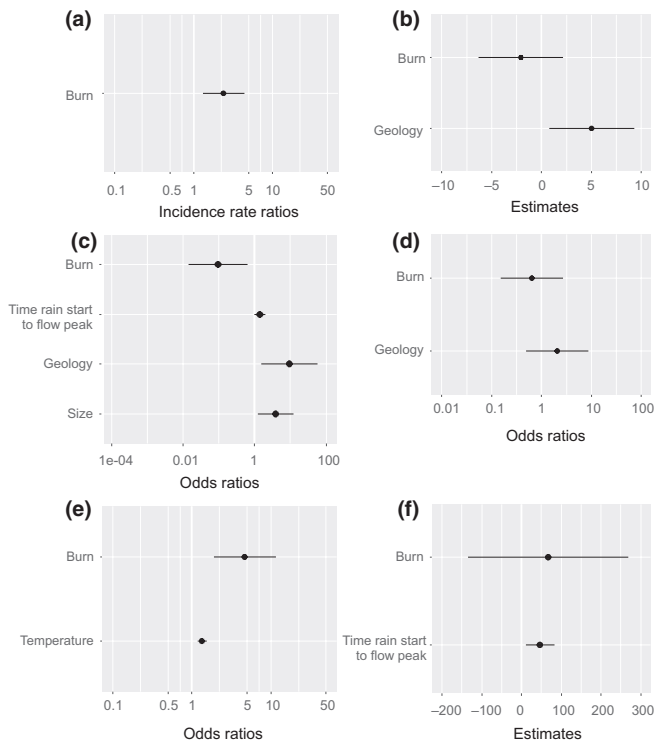 (a)
Burn
0.1 0.5 1 5 10 50
Incidence rate ratios
(b)
Burn
Geology
−10 −5 0 5 10
Estimates
(c)
Burn
Time rain start
to flow peak
Geology
Size
1e-04 0.01 1 100
Odds ratios
(d)
Burn
Geology
0.01 0.1 1 10 100
Odds ratios
(e)
Burn
Temperature
0.1 0.5 1 5 10 50
Odds ratios
(f)
Burn
Time rain start
to flow peak
−200 −100 0 100 200 300
Estimates